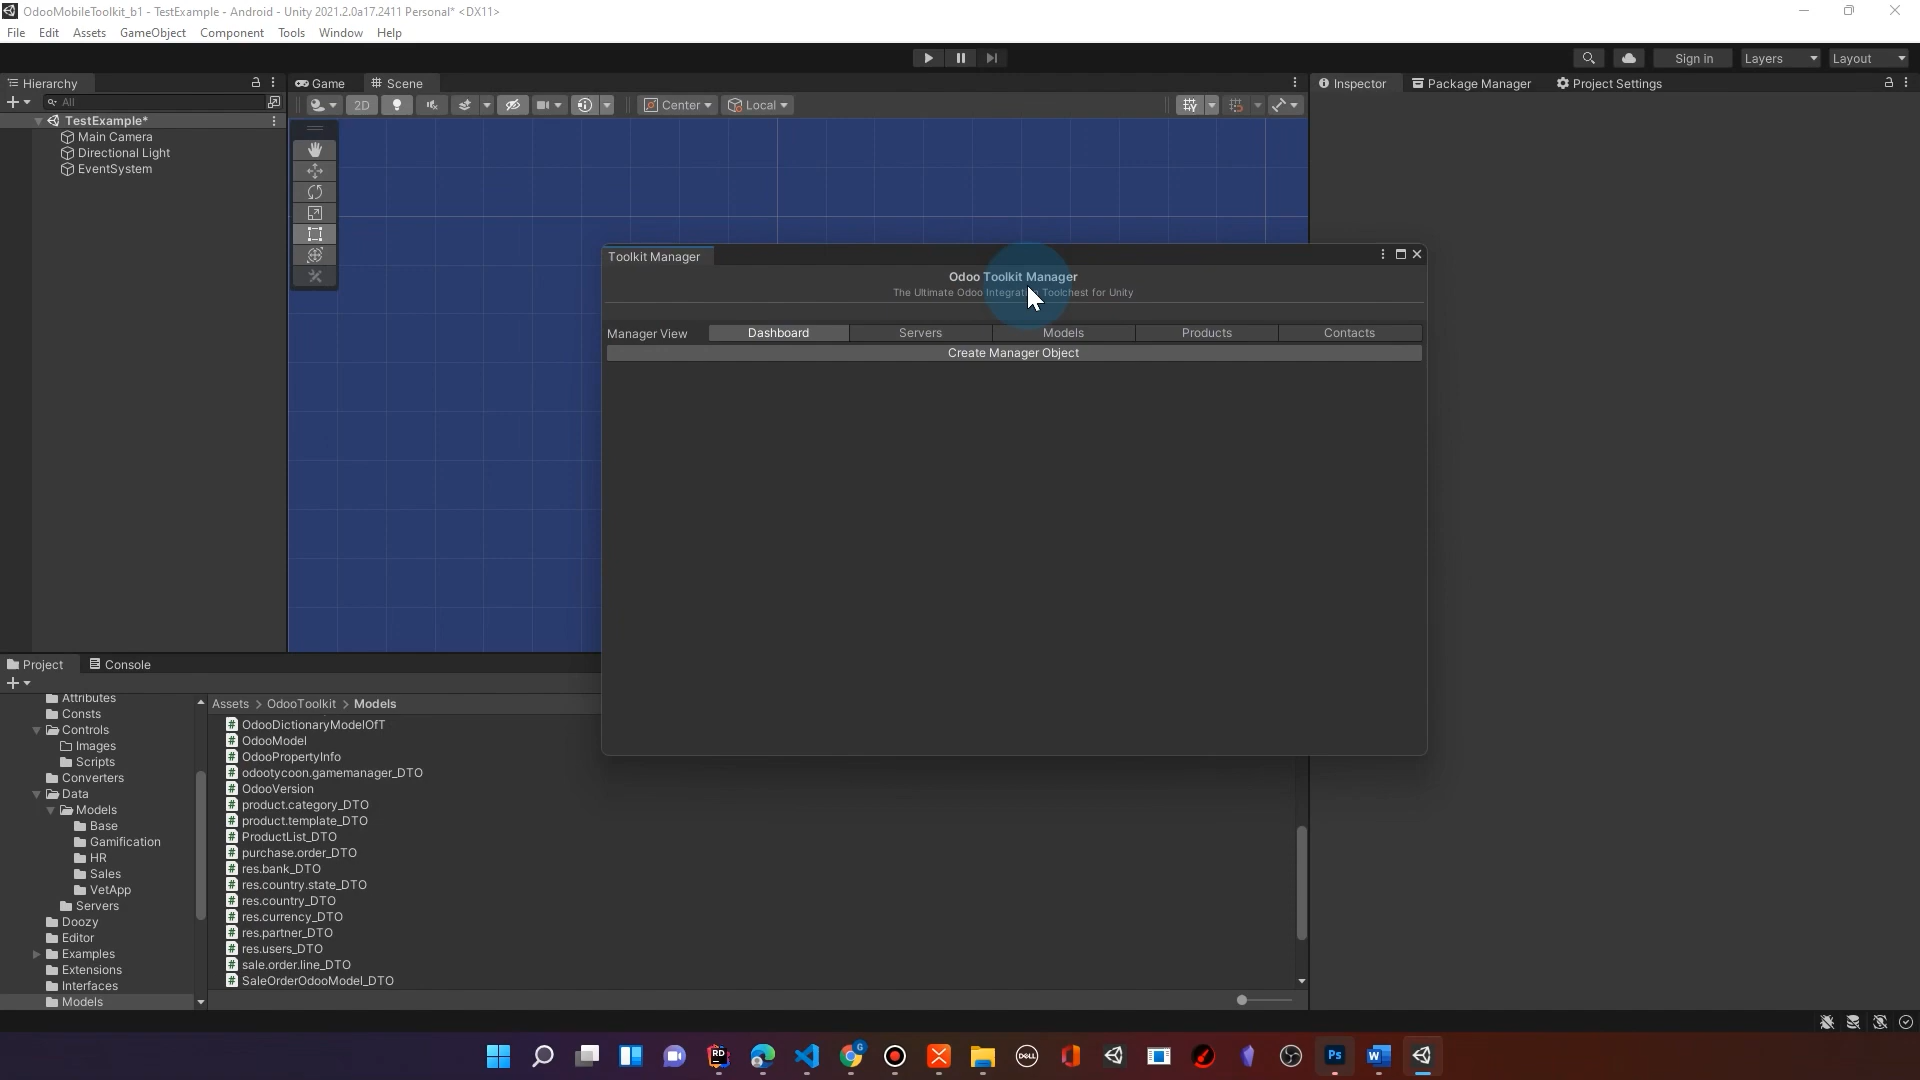 OdooMobileToolkit_b1 - TestExample - Android - Unity 2021.2.0a17.2411 Personal* <DX11>
File Edit Assets GameObject Component Tools Window Help
Sign in Layers Layout
Hierarchy
Game Scene
Inspector Package Manager Project Settings
All
2D Center Local
TestExample*
Main Camera
Directional Light
EventSystem
Toolkit Manager
Odoo Toolkit Manager
The Ultimate Odoo Integration Toolchest for Unity
Manager View Dashboard Servers Models Products Contacts
Create Manager Object
Project Console
Attributes
Consts
Controls
Images
Scripts
Converters
Data
Models
Base
Gamification
HR
Sales
VetApp
Servers
Doozy
Editor
Examples
Extensions
Interfaces
Models
Assets > OdooToolkit > Models
OdooDictionaryModelOfT
OdooModel
OdooPropertyInfo
odootycoon.gamemanager_DTO
OdooVersion
product.category_DTO
product.template_DTO
ProductList_DTO
purchase.order_DTO
res.bank_DTO
res.country.state_DTO
res.country_DTO
res.currency_DTO
res.partner_DTO
res.users_DTO
sale.order.line_DTO
SaleOrderOdooModel_DTO
RD
G
DELL
Ps
W